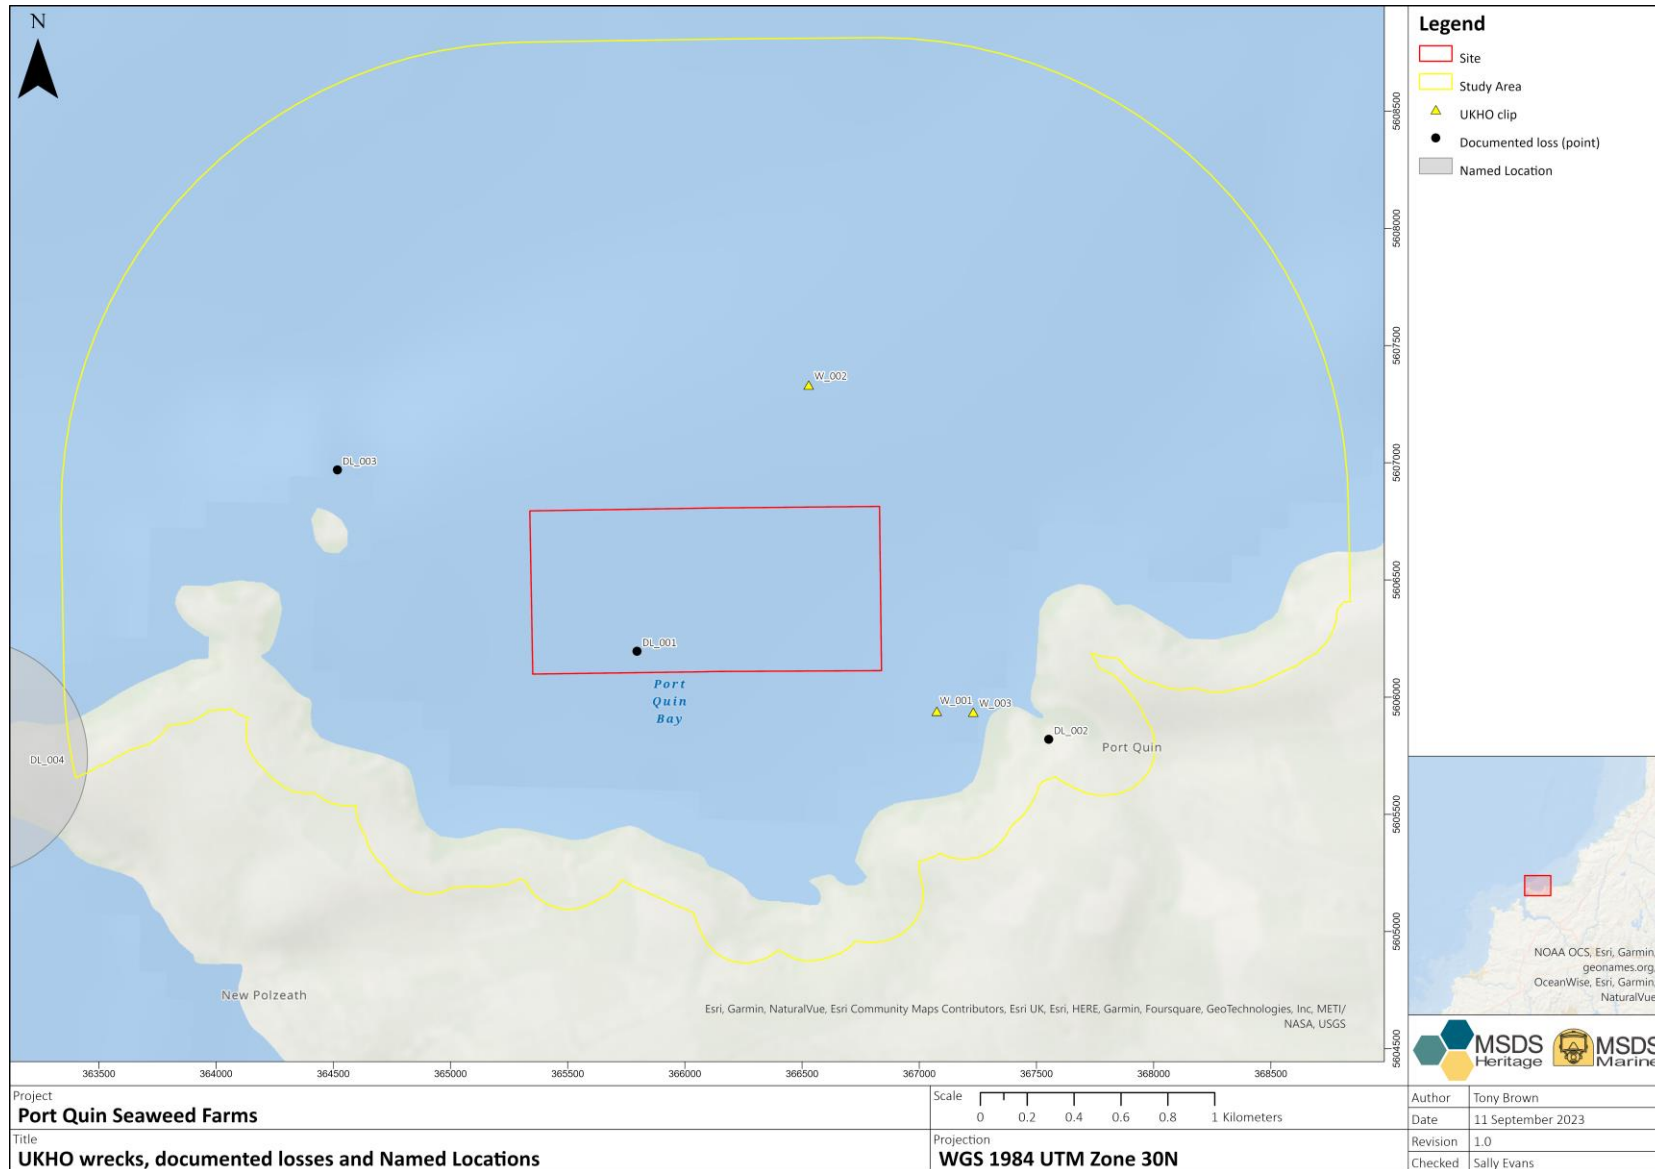 N
W_002
DL_003
DL_001
Port
Quin
Bay
W_001
W_003
DL_002
Port Quin
DL_004
New Polzeath
Esri, Garmin, NaturalVue, Esri Community Maps Contributors, Esri UK, Esri, HERE, Garmin, Foursquare, GeoTechnologies, Inc, METI/
NASA, USGS
5608500
5608000
5607500
5607000
5606500
5606000
5605500
5605000
5604500
363500 364000 364500 365000 365500 366000 366500 367000 367500 368000 368500
Legend
Site
Study Area
UKHO clip
Documented loss (point)
Named Location
NOAA OCS, Esri, Garmin,
geonames.org,
OceanWise, Esri, Garmin,
NaturalVue
MSDS
Heritage
MSDS
Marine
Project
Port Quin Seaweed Farms
Title
UKHO wrecks, documented losses and Named Locations
Scale
0 0.2 0.4 0.6 0.8 1 Kilometers
Projection
WGS 1984 UTM Zone 30N
Author Tony Brown
Date 11 September 2023
Revision 1.0
Checked Sally Evans